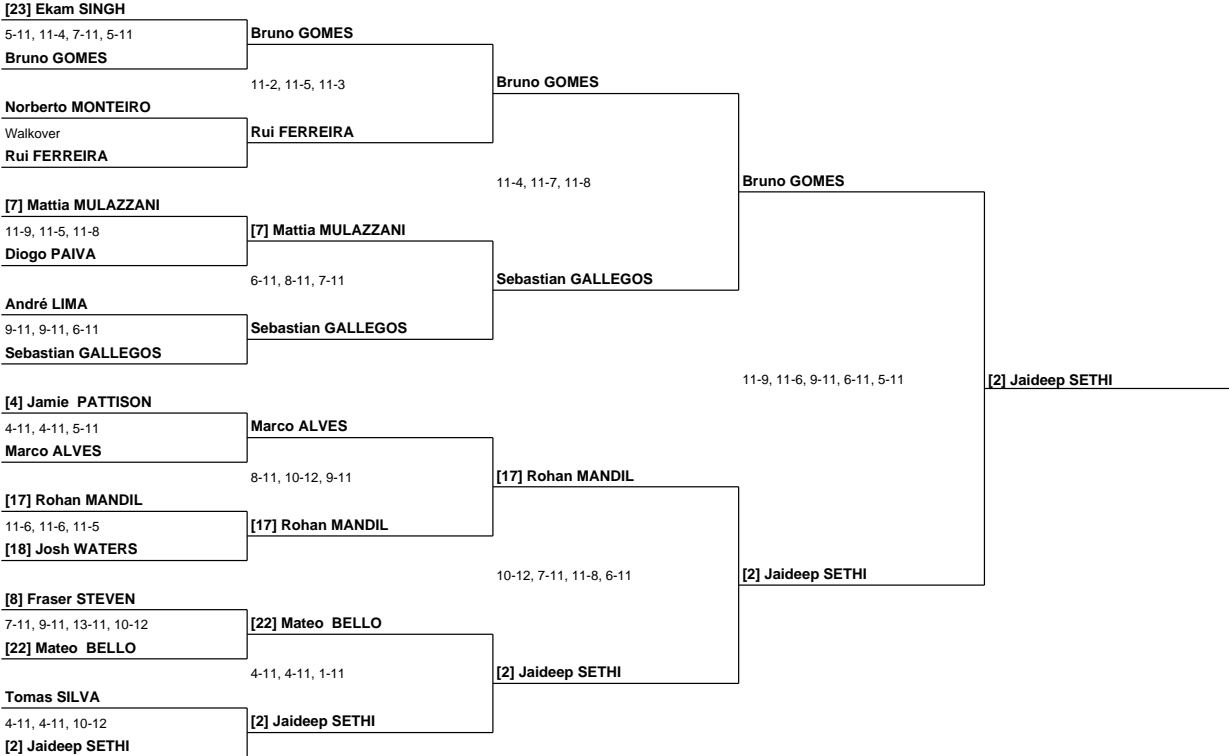 [23] Ekam SINGH
5-11, 11-4, 7-11, 5-11
Bruno GOMES
Norberto MONTEIRO
Walkover
Rui FERREIRA
[7] Mattia MULAZZANI
11-9, 11-5, 11-8
Diogo PAIVA
André LIMA
9-11, 9-11, 6-11
Sebastian GALLEGOS
[4] Jamie PATTISON
4-11, 4-11, 5-11
Marco ALVES
[17] Rohan MANDIL
11-6, 11-6, 11-5
[18] Josh WATERS
[8] Fraser STEVEN
7-11, 9-11, 13-11, 10-12
[22] Mateo BELLO
Tomas SILVA
4-11, 4-11, 10-12
[2] Jaideep SETHI
Bruno GOMES
11-2, 11-5, 11-3
Rui FERREIRA
[7] Mattia MULAZZANI
6-11, 8-11, 7-11
Sebastian GALLEGOS
Marco ALVES
8-11, 10-12, 9-11
[17] Rohan MANDIL
[22] Mateo BELLO
4-11, 4-11, 1-11
[2] Jaideep SETHI
Bruno GOMES
11-4, 11-7, 11-8
Sebastian GALLEGOS
[17] Rohan MANDIL
10-12, 7-11, 11-8, 6-11
[2] Jaideep SETHI
Bruno GOMES
11-9, 11-6, 9-11, 6-11, 5-11
[2] Jaideep SETHI
[2] Jaideep SETHI